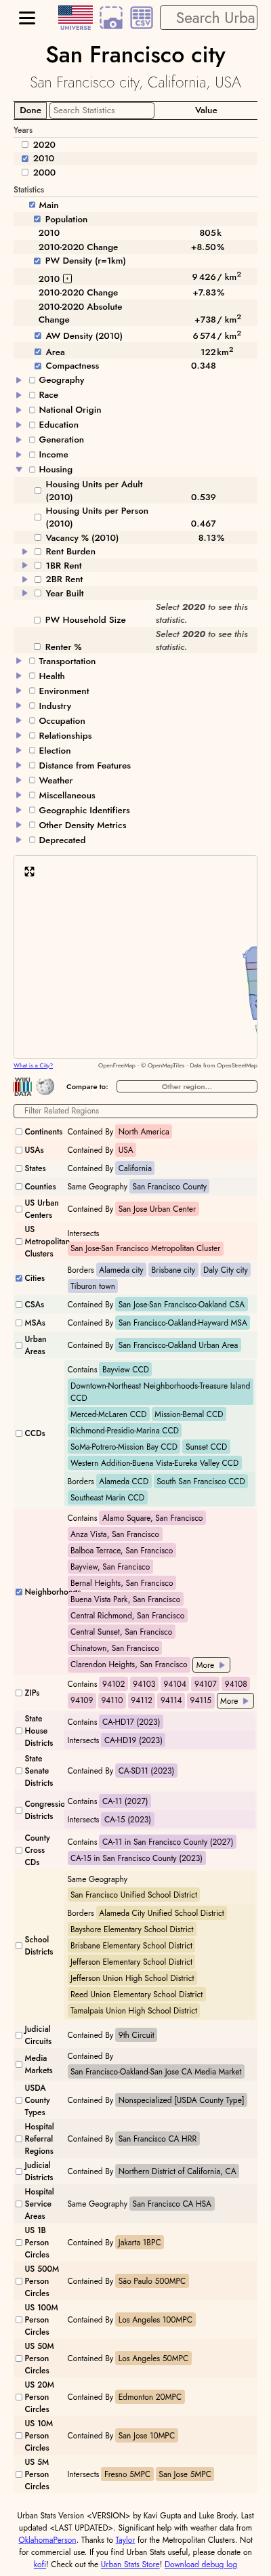 UNIVERSE
CSV
Search Urba
San Francisco city
San Francisco city, California, USA
Done
Search Statistics
Value
Years
2020
2010
2000
Statistics
Main
Population
2010 805k
2010-2020 Change +8.50%
PW Density (r=1km)
2010 9 426 / km2
2010-2020 Change +7.83%
2010-2020 Absolute
Change +738 / km2
AW Density (2010) 6 574 / km2
Area 122km2
Compactness 0.348
Geography
Race
National Origin
Education
Generation
Income
Housing
Housing Units per Adult
(2010) 0.539
Housing Units per Person
(2010) 0.467
Vacancy % (2010) 8.13%
Rent Burden
1BR Rent
2BR Rent
Year Built
Select 2020 to see this
PW Household Size statistic.
Select 2020 to see this
Renter % statistic.
Transportation
Health
Environment
Industry
Occupation
Relationships
Election
Distance from Features
Weather
Miscellaneous
Geographic Identifiers
Other Density Metrics
Deprecated
What is a City?
OpenFreeMap · © OpenMapTiles · Data from OpenStreetMap
WIKI
DATA
Compare to:
Other region...
Filter Related Regions
Continents Contained By North America
USAs Contained By USA
States Contained By California
Counties Same Geography San Francisco County
US Urban
Centers
Contained By San Jose Urban Center
US
Metropolitan
Clusters
Intersects
San Jose-San Francisco Metropolitan Cluster
Cities
Borders Alameda city Brisbane city Daly City city
Tiburon town
CSAs Contained By San Jose-San Francisco-Oakland CSA
MSAs Contained By San Francisco-Oakland-Hayward MSA
Urban
Areas
Contained By San Francisco-Oakland Urban Area
CCDs
Contains Bayview CCD
Downtown-Northeast Neighborhoods-Treasure Island
CCD
Merced-McLaren CCD Mission-Bernal CCD
Richmond-Presidio-Marina CCD
SoMa-Potrero-Mission Bay CCD Sunset CCD
Western Addition-Buena Vista-Eureka Valley CCD
Borders Alameda CCD South San Francisco CCD
Southeast Marin CCD
Neighborhoods
Contains Alamo Square, San Francisco
Anza Vista, San Francisco
Balboa Terrace, San Francisco
Bayview, San Francisco
Bernal Heights, San Francisco
Buena Vista Park, San Francisco
Central Richmond, San Francisco
Central Sunset, San Francisco
Chinatown, San Francisco
Clarendon Heights, San Francisco More
ZIPs
Contains 94102 94103 94104 94107 94108
94109 94110 94112 94114 94115 More
State
House
Districts
Contains CA-HD17 (2023)
Intersects CA-HD19 (2023)
State
Senate
Districts
Contained By CA-SD11 (2023)
Congressio
Districts
Contains CA-11 (2027)
Intersects CA-15 (2023)
County
Cross
CDs
Contains CA-11 in San Francisco County (2027)
CA-15 in San Francisco County (2023)
School
Districts
Same Geography
San Francisco Unified School District
Borders Alameda City Unified School District
Bayshore Elementary School District
Brisbane Elementary School District
Jefferson Elementary School District
Jefferson Union High School District
Reed Union Elementary School District
Tamalpais Union High School District
Judicial
Circuits
Contained By 9th Circuit
Media
Markets
Contained By
San Francisco-Oakland-San Jose CA Media Market
USDA
County
Types
Contained By Nonspecialized [USDA County Type]
Hospital
Referral
Regions
Contained By San Francisco CA HRR
Judicial
Districts
Contained By Northern District of California, CA
Hospital
Service
Areas
Same Geography San Francisco CA HSA
US 1B
Person
Circles
Contained By Jakarta 1BPC
US 500M
Person
Circles
Contained By São Paulo 500MPC
US 100M
Person
Circles
Contained By Los Angeles 100MPC
US 50M
Person
Circles
Contained By Los Angeles 50MPC
US 20M
Person
Circles
Contained By Edmonton 20MPC
US 10M
Person
Circles
Contained By San Jose 10MPC
US 5M
Person
Circles
Intersects Fresno 5MPC San Jose 5MPC
Urban Stats Version <VERSION> by Kavi Gupta and Luke Brody. Last
updated <LAST UPDATED>. Significant help with weather data from
OklahomaPerson. Thanks to Taylor for the Metropolitan Clusters. Not
for commercial use. If you find Urban Stats useful, please donate on
kofi! Check out the Urban Stats Store! Download debug log